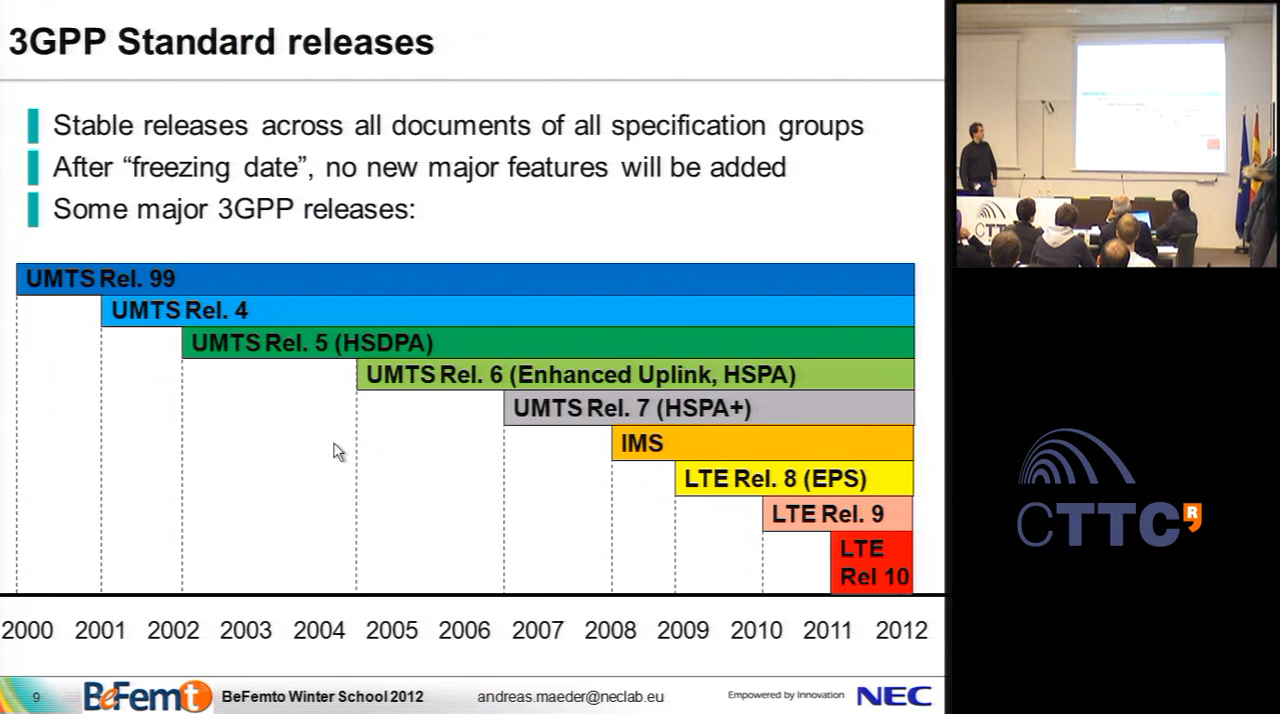 3GPP Standard releases
Stable releases across all documents of all specification groups
After “freezing date”, no new major features will be added
Some major 3GPP releases:
UMTS Rel. 99
UMTS Rel. 4
UMTS Rel. 5 (HSDPA)
UMTS Rel. 6 (Enhanced Uplink, HSPA)
UMTS Rel. 7 (HSPA+)
IMS
LTE Rel. 8 (EPS)
LTE Rel. 9
LTE
Rel 10
2000 2001 2002 2003 2004 2005 2006 2007 2008 2009 2010 2011 2012
9 BeFemt BeFemto Winter School 2012 andreas.maeder@neclab.eu Empowered by Innovation NEC
CTTC
CTTC R